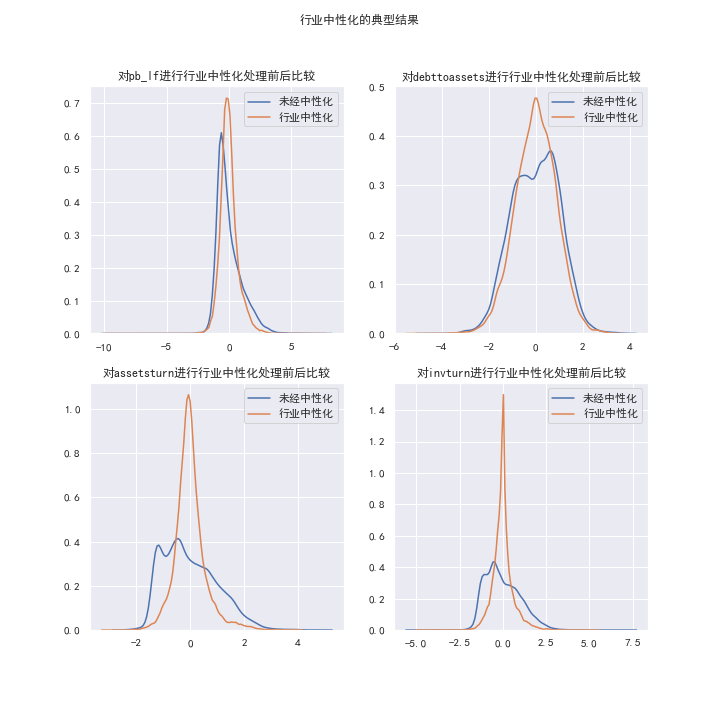 行业中性化的典型结果
对pb_lf进行行业中性化处理前后比较
未经中性化
行业中性化
0.7
0.6
0.5
0.4
0.3
0.2
0.1
0.0
−10 −5 0 5
对debttoassets进行行业中性化处理前后比较
未经中性化
行业中性化
0.5
0.4
0.3
0.2
0.1
0.0
−6 −4 −2 0 2 4
对assetsturn进行行业中性化处理前后比较
未经中性化
行业中性化
1.0
0.8
0.6
0.4
0.2
0.0
−2 0 2 4
对invturn进行行业中性化处理前后比较
未经中性化
行业中性化
1.4
1.2
1.0
0.8
0.6
0.4
0.2
0.0
−5.0 −2.5 0.0 2.5 5.0 7.5